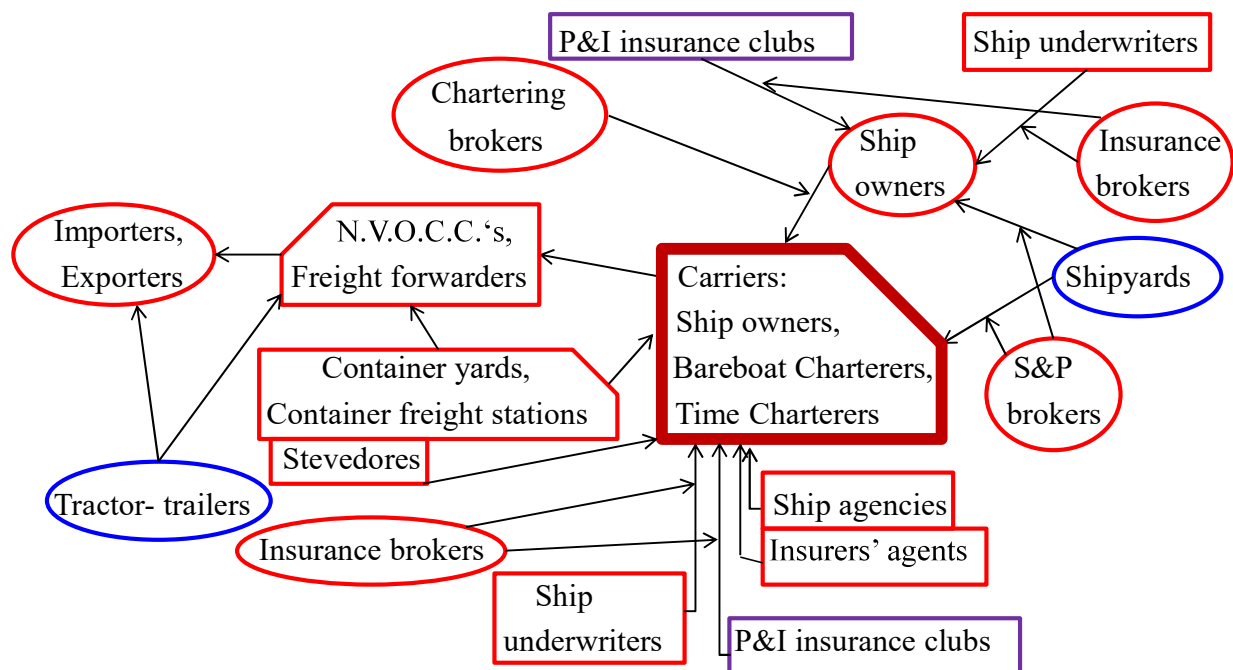 P&I insurance clubs
Ship underwriters
Chartering
brokers
Ship
owners
Insurance
brokers
Importers,
Exporters
N.V.O.C.C.‘s,
Freight forwarders
Carriers:
Ship owners,
Bareboat Charterers,
Time Charterers
Shipyards
S&P
brokers
Container yards,
Container freight stations
Stevedores
Tractor- trailers
Insurance brokers
Ship agencies
Insurers’ agents
Ship
underwriters
P&I insurance clubs